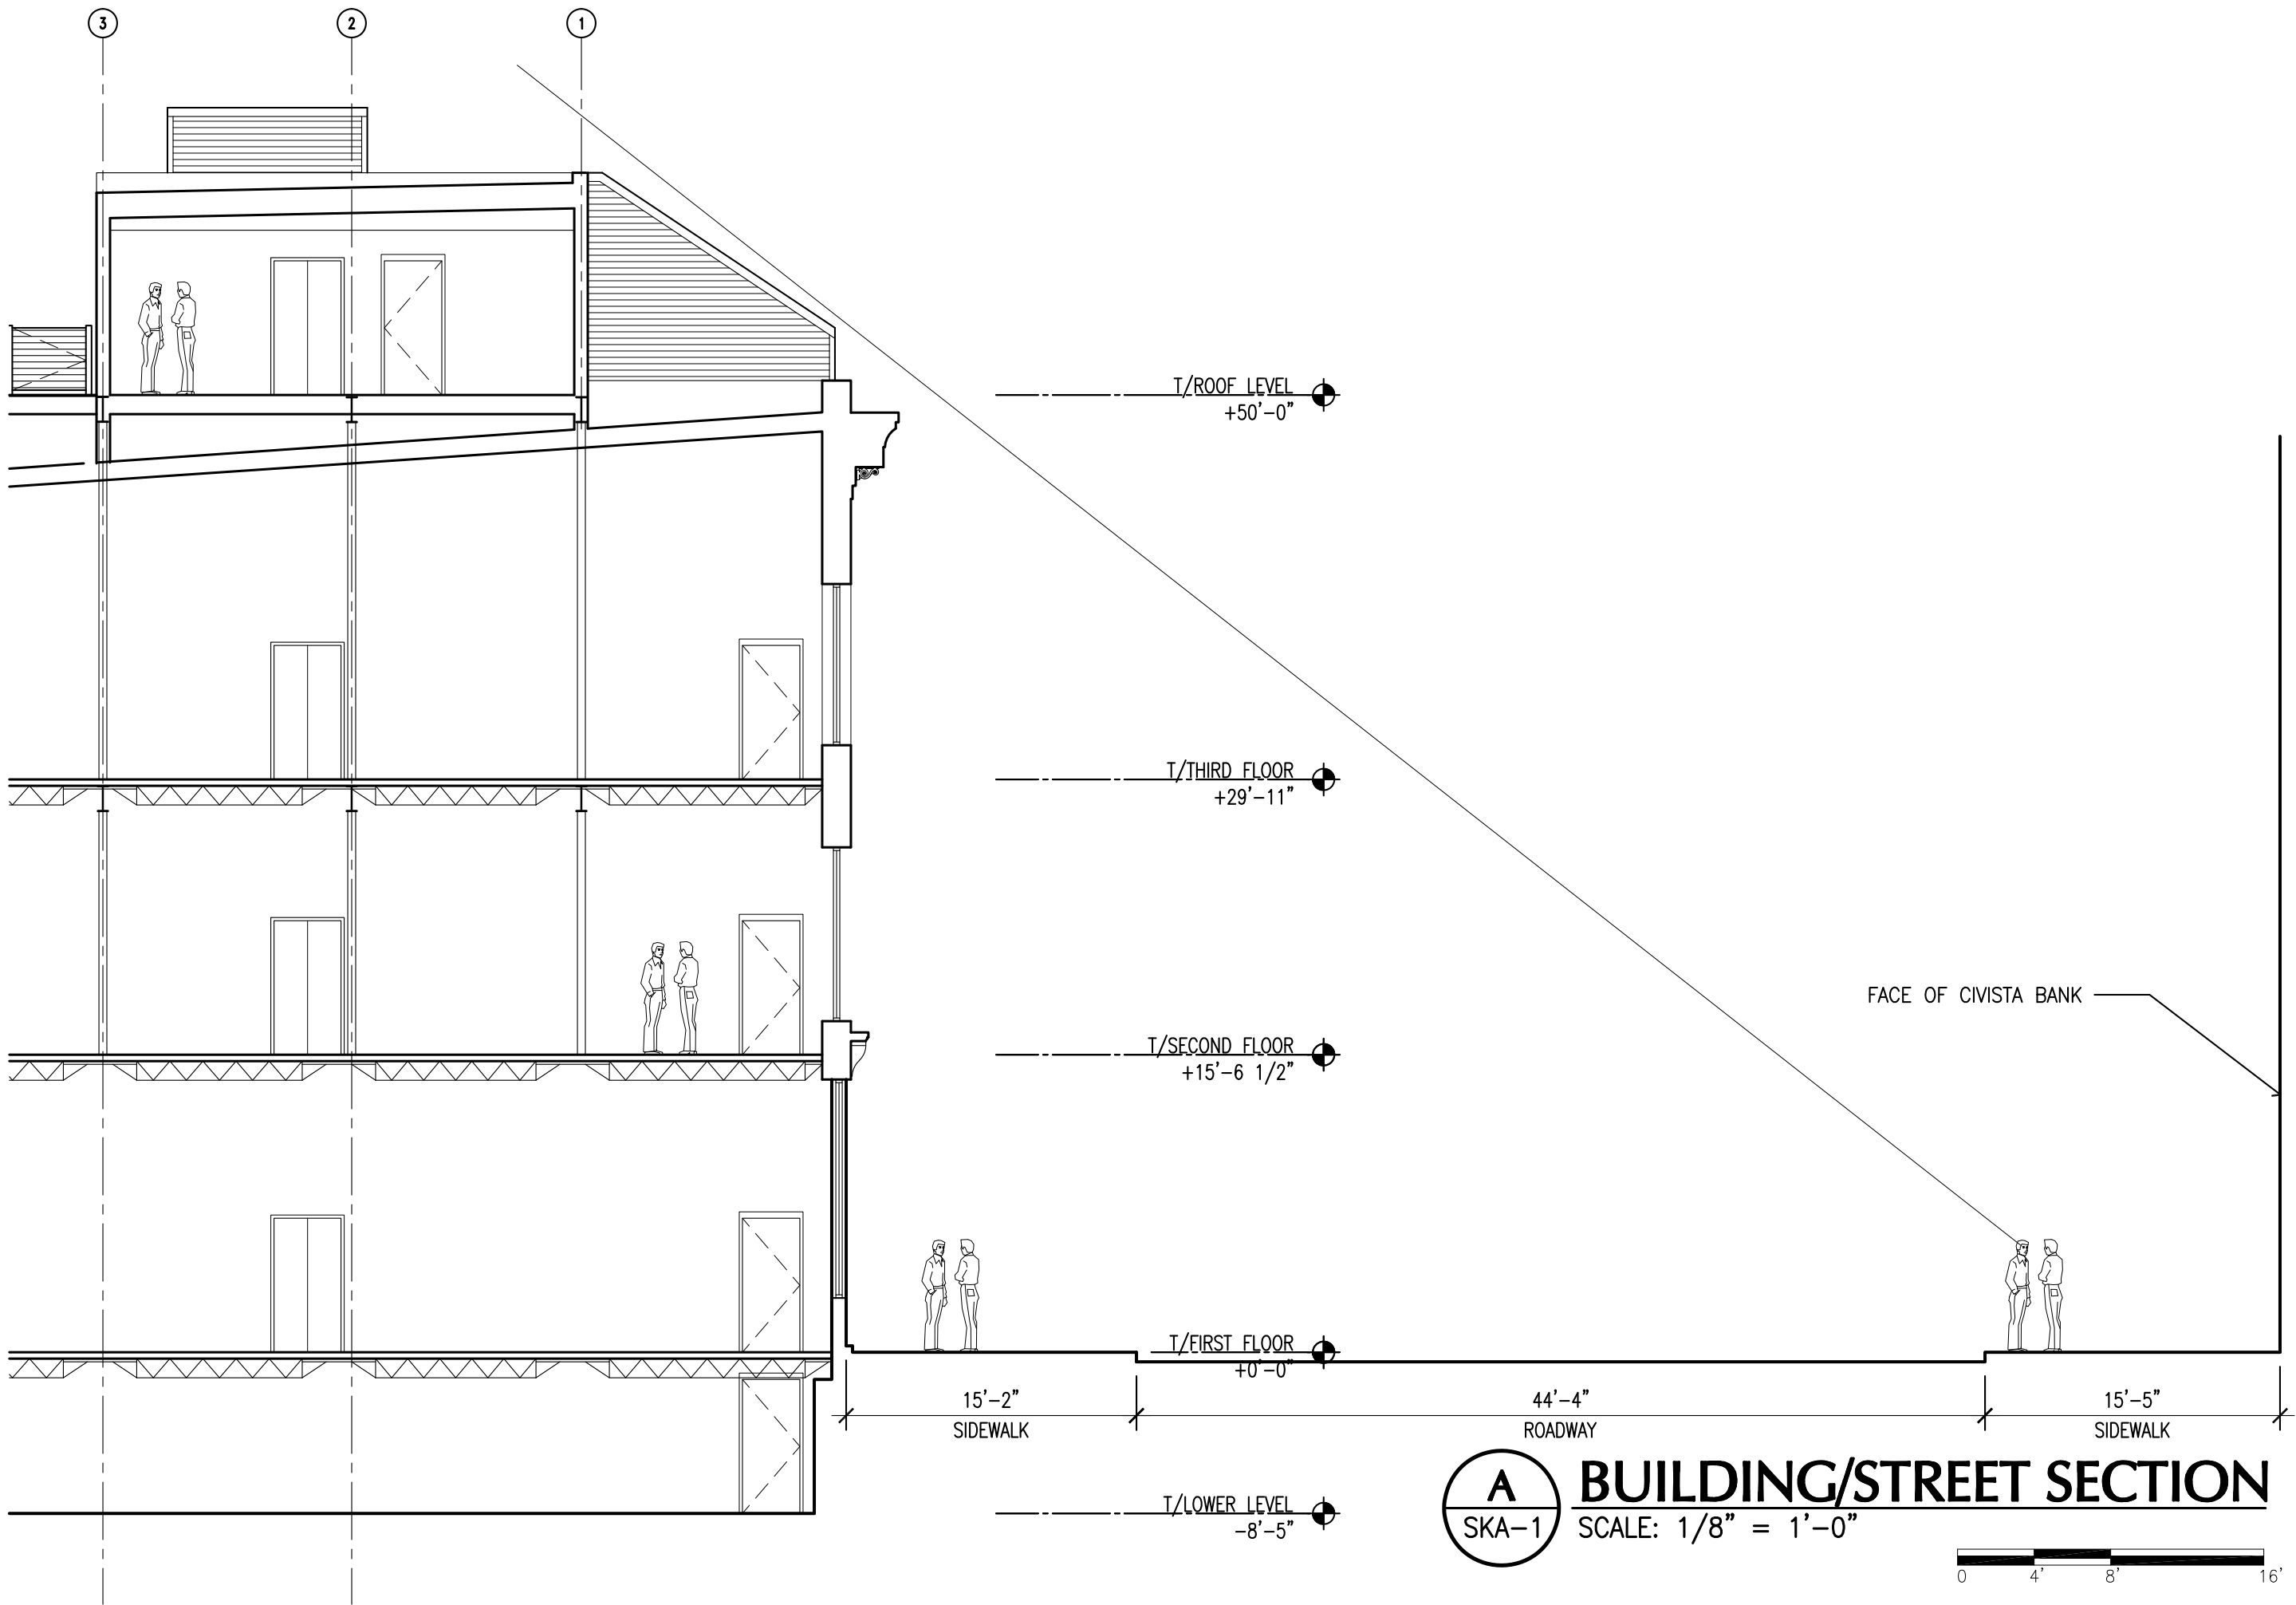 3
2
1
T/ROOF LEVEL
+50'-0"
T/THIRD FLOOR
+29'-11"
FACE OF CIVISTA BANK
T/SECOND FLOOR
+15'-6 1/2"
T/FIRST FLOOR
+0'-0"
15'-2"
SIDEWALK
44'-4"
ROADWAY
15'-5"
SIDEWALK
T/LOWER LEVEL
-8'-5"
A
SKA-1
BUILDING/STREET SECTION
SCALE: 1/8" = 1'-0"
0 4' 8' 16'